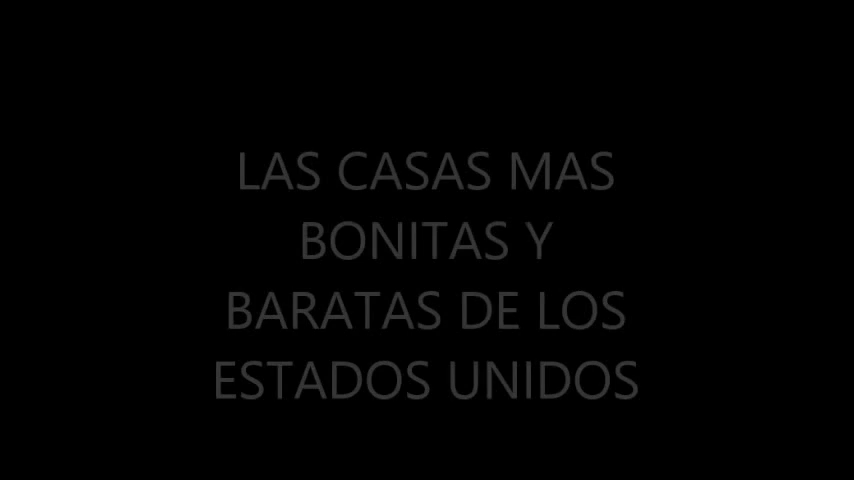 LAS CASAS MAS
BONITAS Y
BARATAS DE LOS
ESTADOS UNIDOS